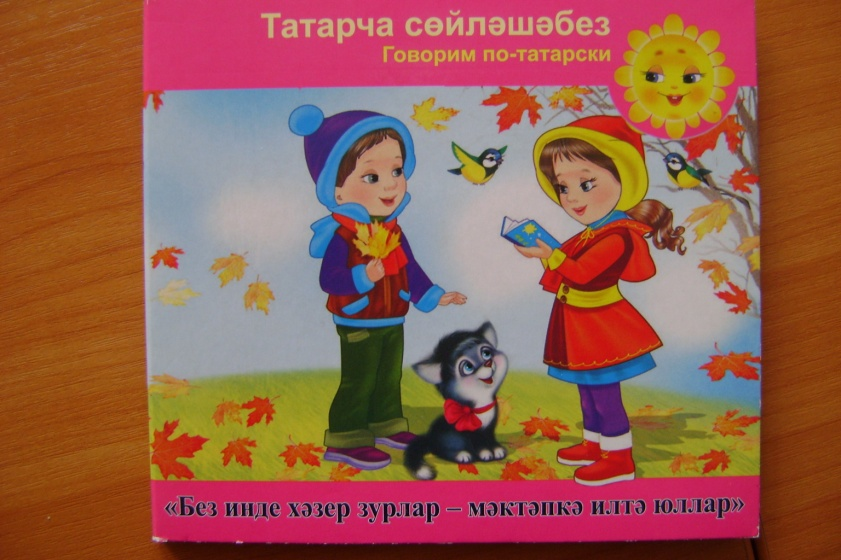 Татарча сөйләшәбез
Говорим по-татарски
«Без инде хәзер зурлар – мәктәпкә илтә юллар»